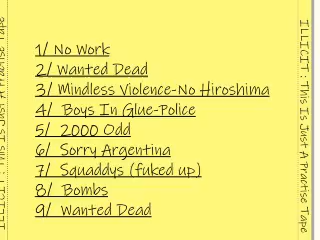 1/ No Work
2/ Wanted Dead
3/ Mindless Violence-No Hiroshima
4/ Boys In Glue-Police
5/ 2000 Odd
6/ Sorry Argentina
7/ Squaddys (fuked up)
8/ Bombs
9/ Wanted Dead
ILLICIT : This Is Just A Practise Tape
ILLICIT : This Is Just A Practise Tape